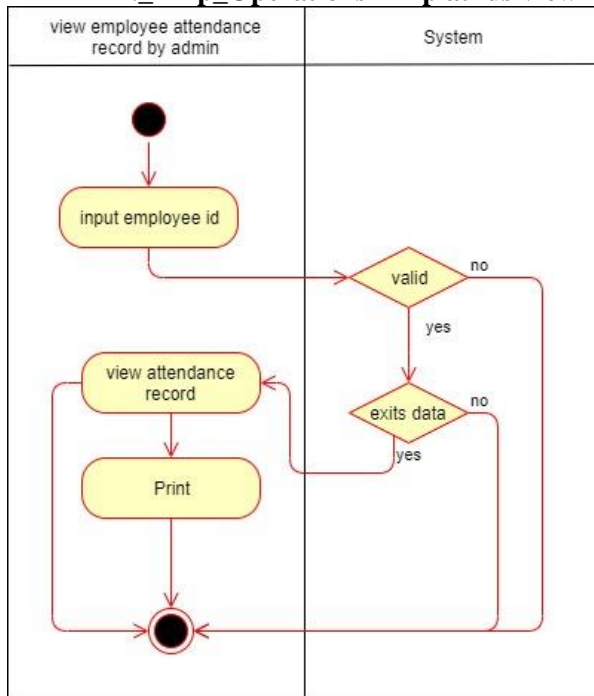 view employee attendance
record by admin
System
input employee id
valid
no
yes
view attendance
record
exits data
no
yes
Print